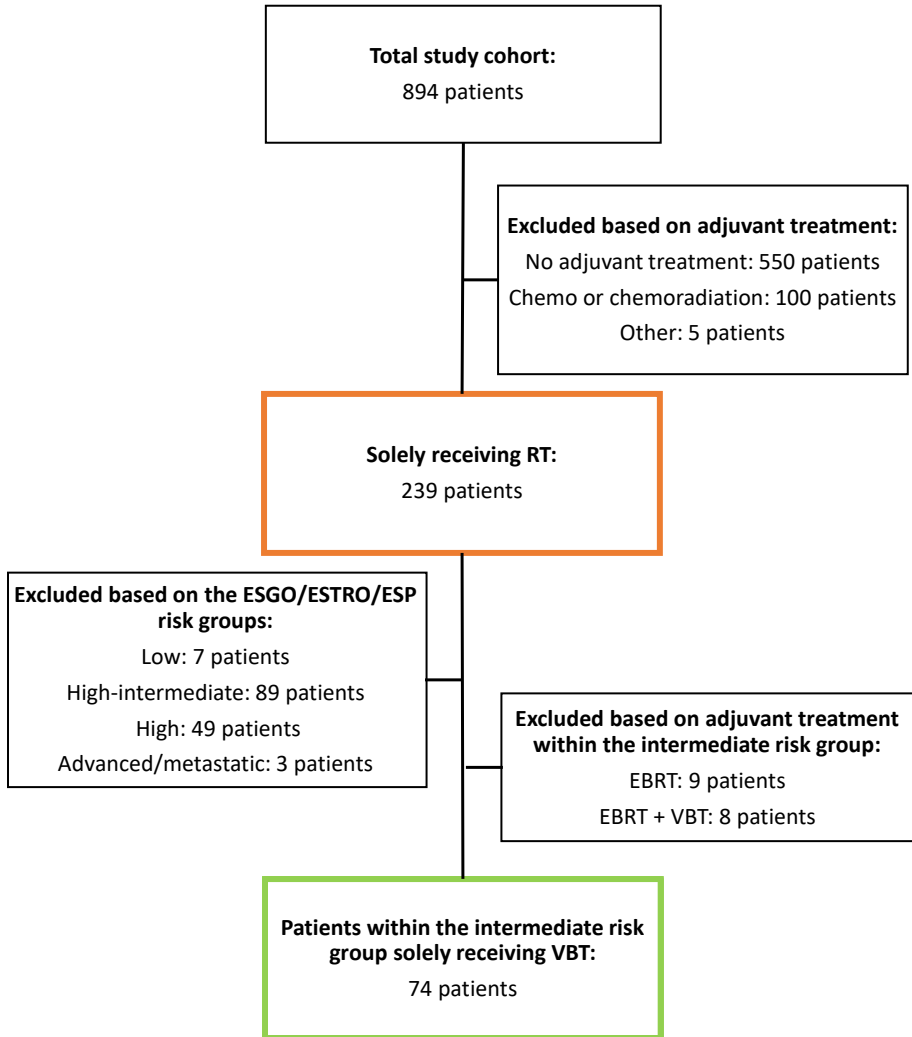 Total study cohort:
894 patients
Excluded based on adjuvant treatment:
No adjuvant treatment: 550 patients
Chemo or chemoradiation: 100 patients
Other: 5 patients
Solely receiving RT:
239 patients
Excluded based on the ESGO/ESTRO/ESP
risk groups:
Low: 7 patients
High-intermediate: 89 patients
High: 49 patients
Advanced/metastatic: 3 patients
Excluded based on adjuvant treatment
within the intermediate risk group:
EBRT: 9 patients
EBRT + VBT: 8 patients
Patients within the intermediate risk
group solely receiving VBT:
74 patients